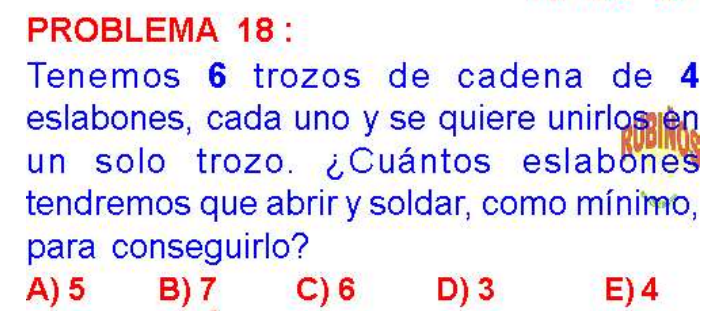 PROBLEMA 18 :
Tenemos 6 trozos de cadena de 4
eslabones, cada uno y se quiere unirlos en
un solo trozo. ¿Cuántos eslabones
tendremos que abrir y soldar, como mínimo,
para conseguirlo?
A) 5 B) 7 C) 6 D) 3 E) 4
RUBIÑOS